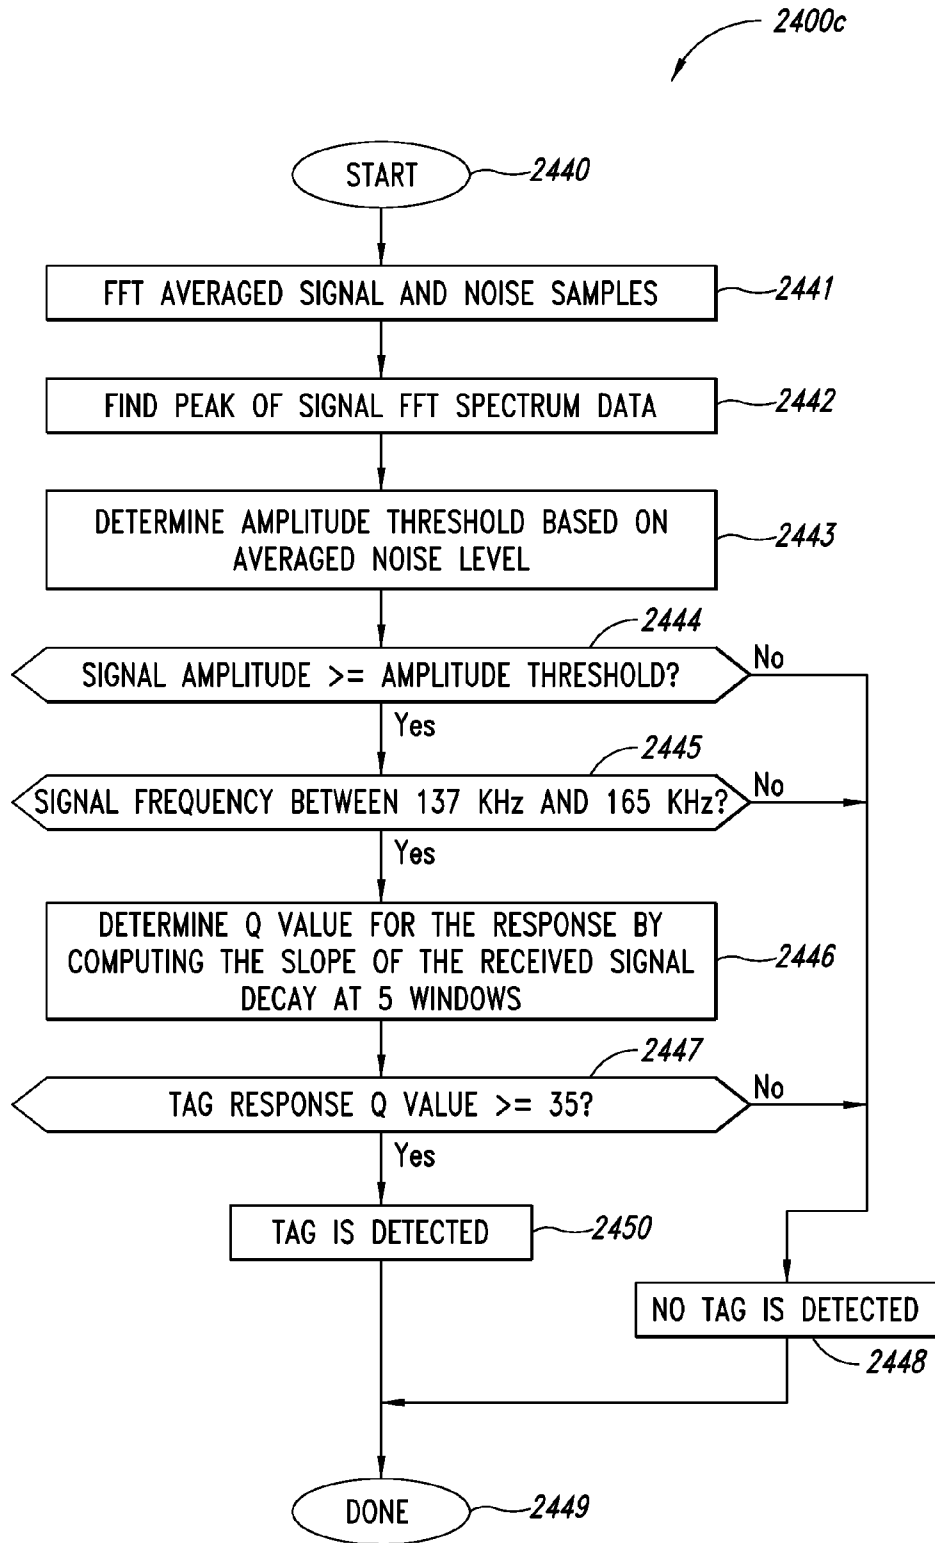 2400c
START
2440
FFT AVERAGED SIGNAL AND NOISE SAMPLES
2441
FIND PEAK OF SIGNAL FFT SPECTRUM DATA
2442
DETERMINE AMPLITUDE THRESHOLD BASED ON
AVERAGED NOISE LEVEL
2443
2444
SIGNAL AMPLITUDE >= AMPLITUDE THRESHOLD?
No
Yes
2445
SIGNAL FREQUENCY BETWEEN 137 KHz AND 165 KHz?
No
Yes
DETERMINE Q VALUE FOR THE RESPONSE BY
COMPUTING THE SLOPE OF THE RECEIVED SIGNAL
DECAY AT 5 WINDOWS
2446
2447
TAG RESPONSE Q VALUE >= 35?
No
Yes
TAG IS DETECTED
2450
NO TAG IS DETECTED
2448
DONE
2449